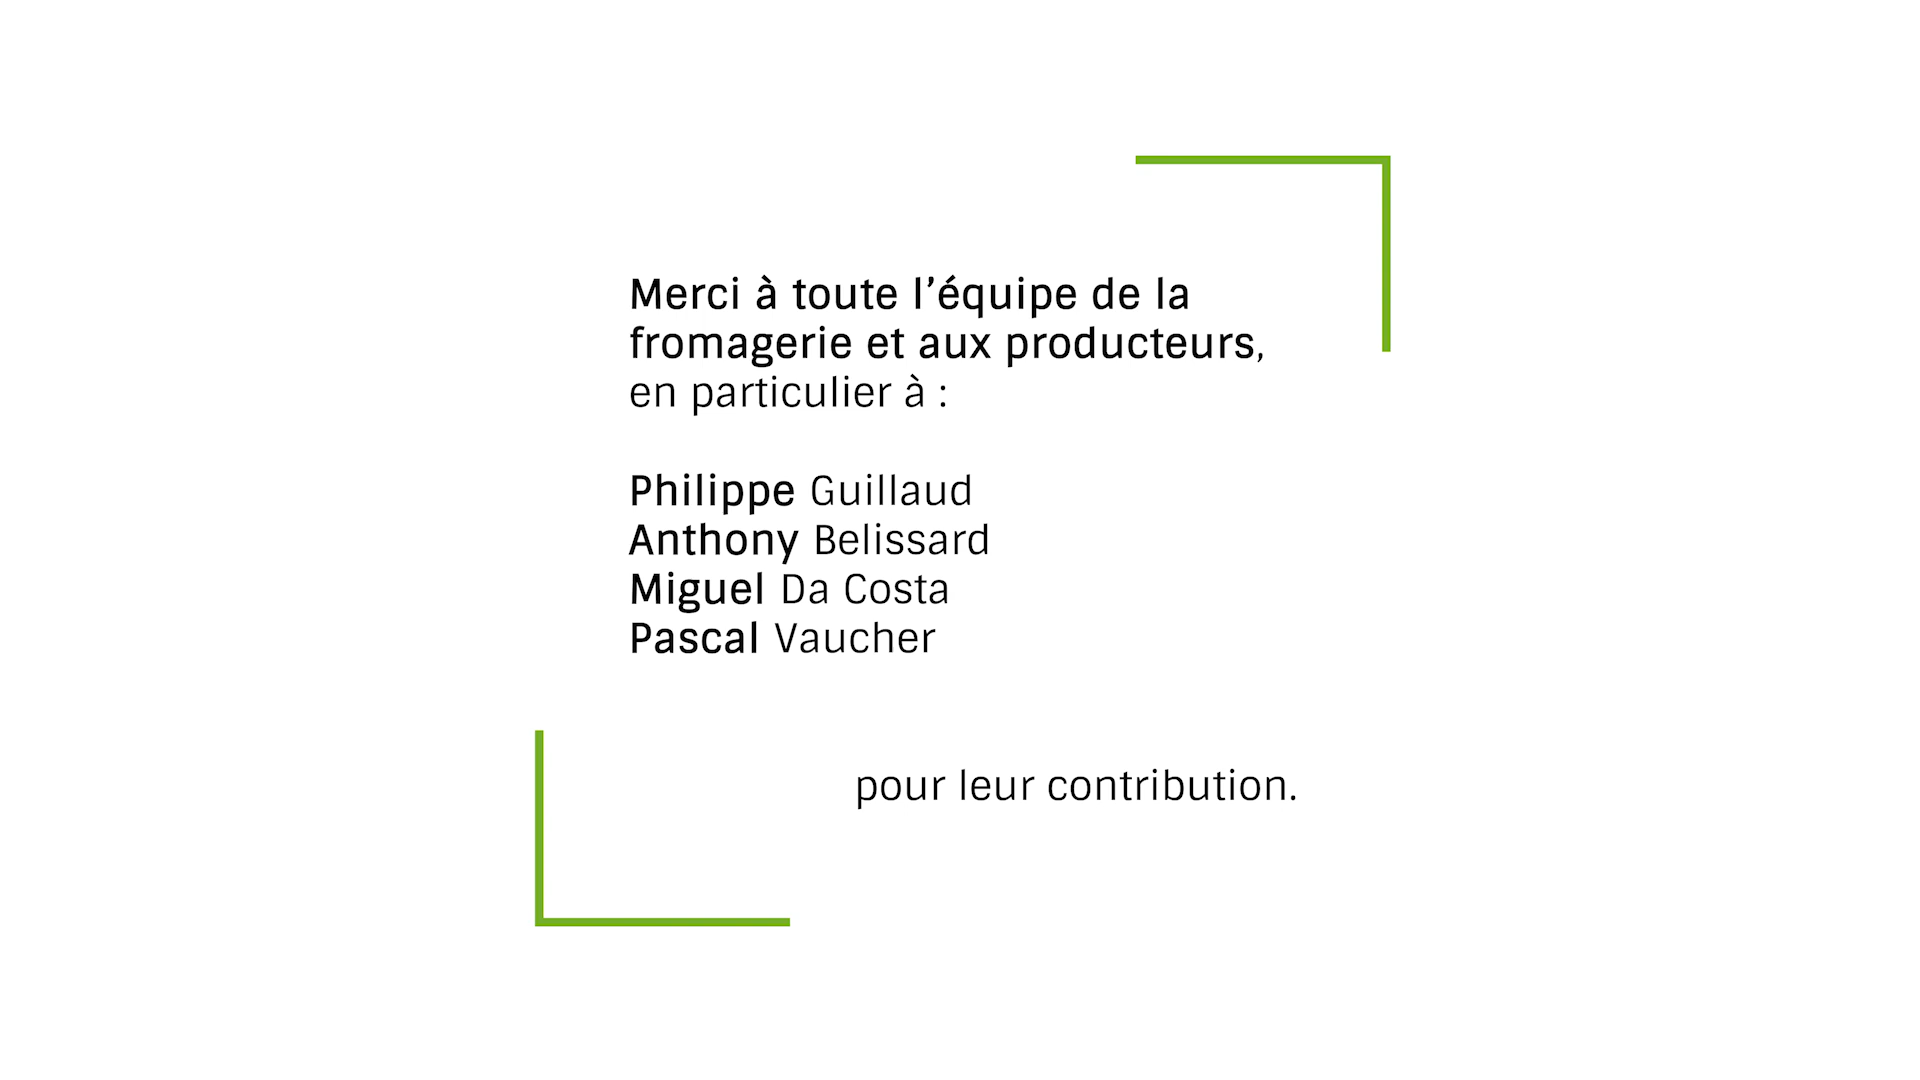 Merci à toute l’équipe de la
fromagerie et aux producteurs,
en particulier à :
Philippe Guillaud
Anthony Belissard
Miguel Da Costa
Pascal Vaucher
pour leur contribution.